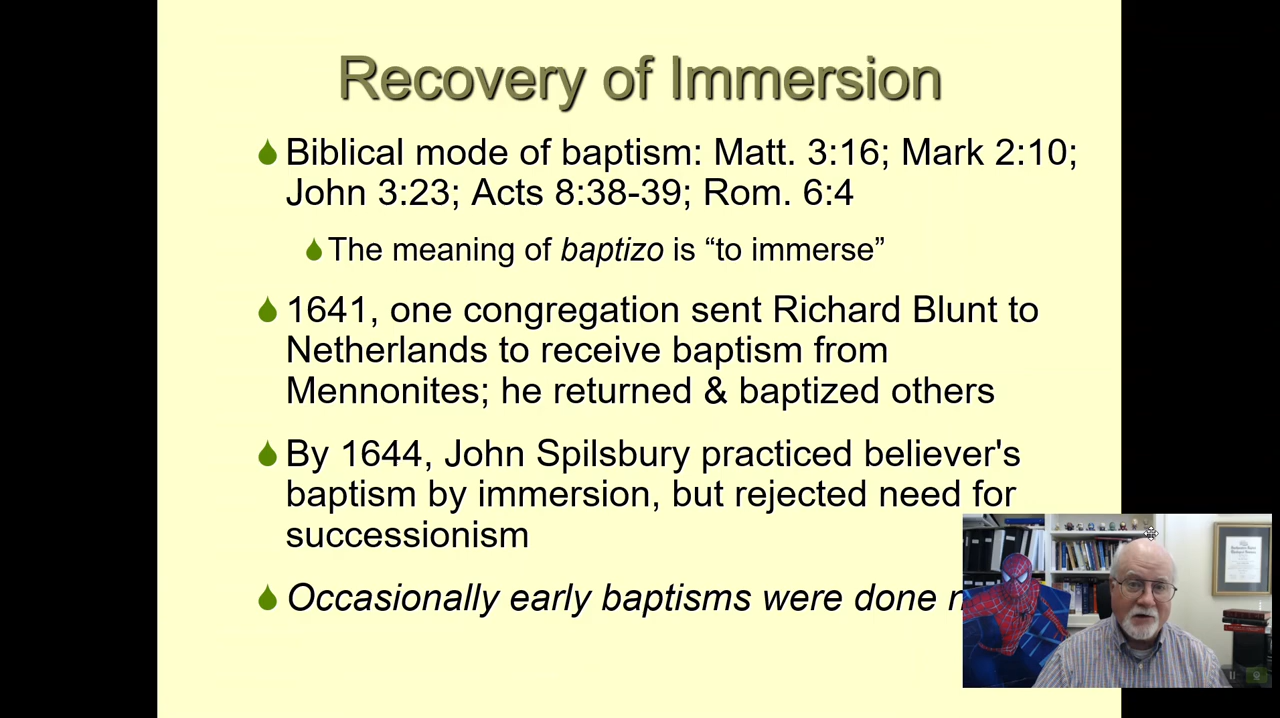 Recovery of Immersion
Biblical mode of baptism: Matt. 3:16; Mark 2:10;
John 3:23; Acts 8:38-39; Rom. 6:4
The meaning of baptizo is “to immerse”
1641, one congregation sent Richard Blunt to
Netherlands to receive baptism from
Mennonites; he returned & baptized others
By 1644, John Spilsbury practiced believer's
baptism by immersion, but rejected need for
successionism
Occasionally early baptisms were done